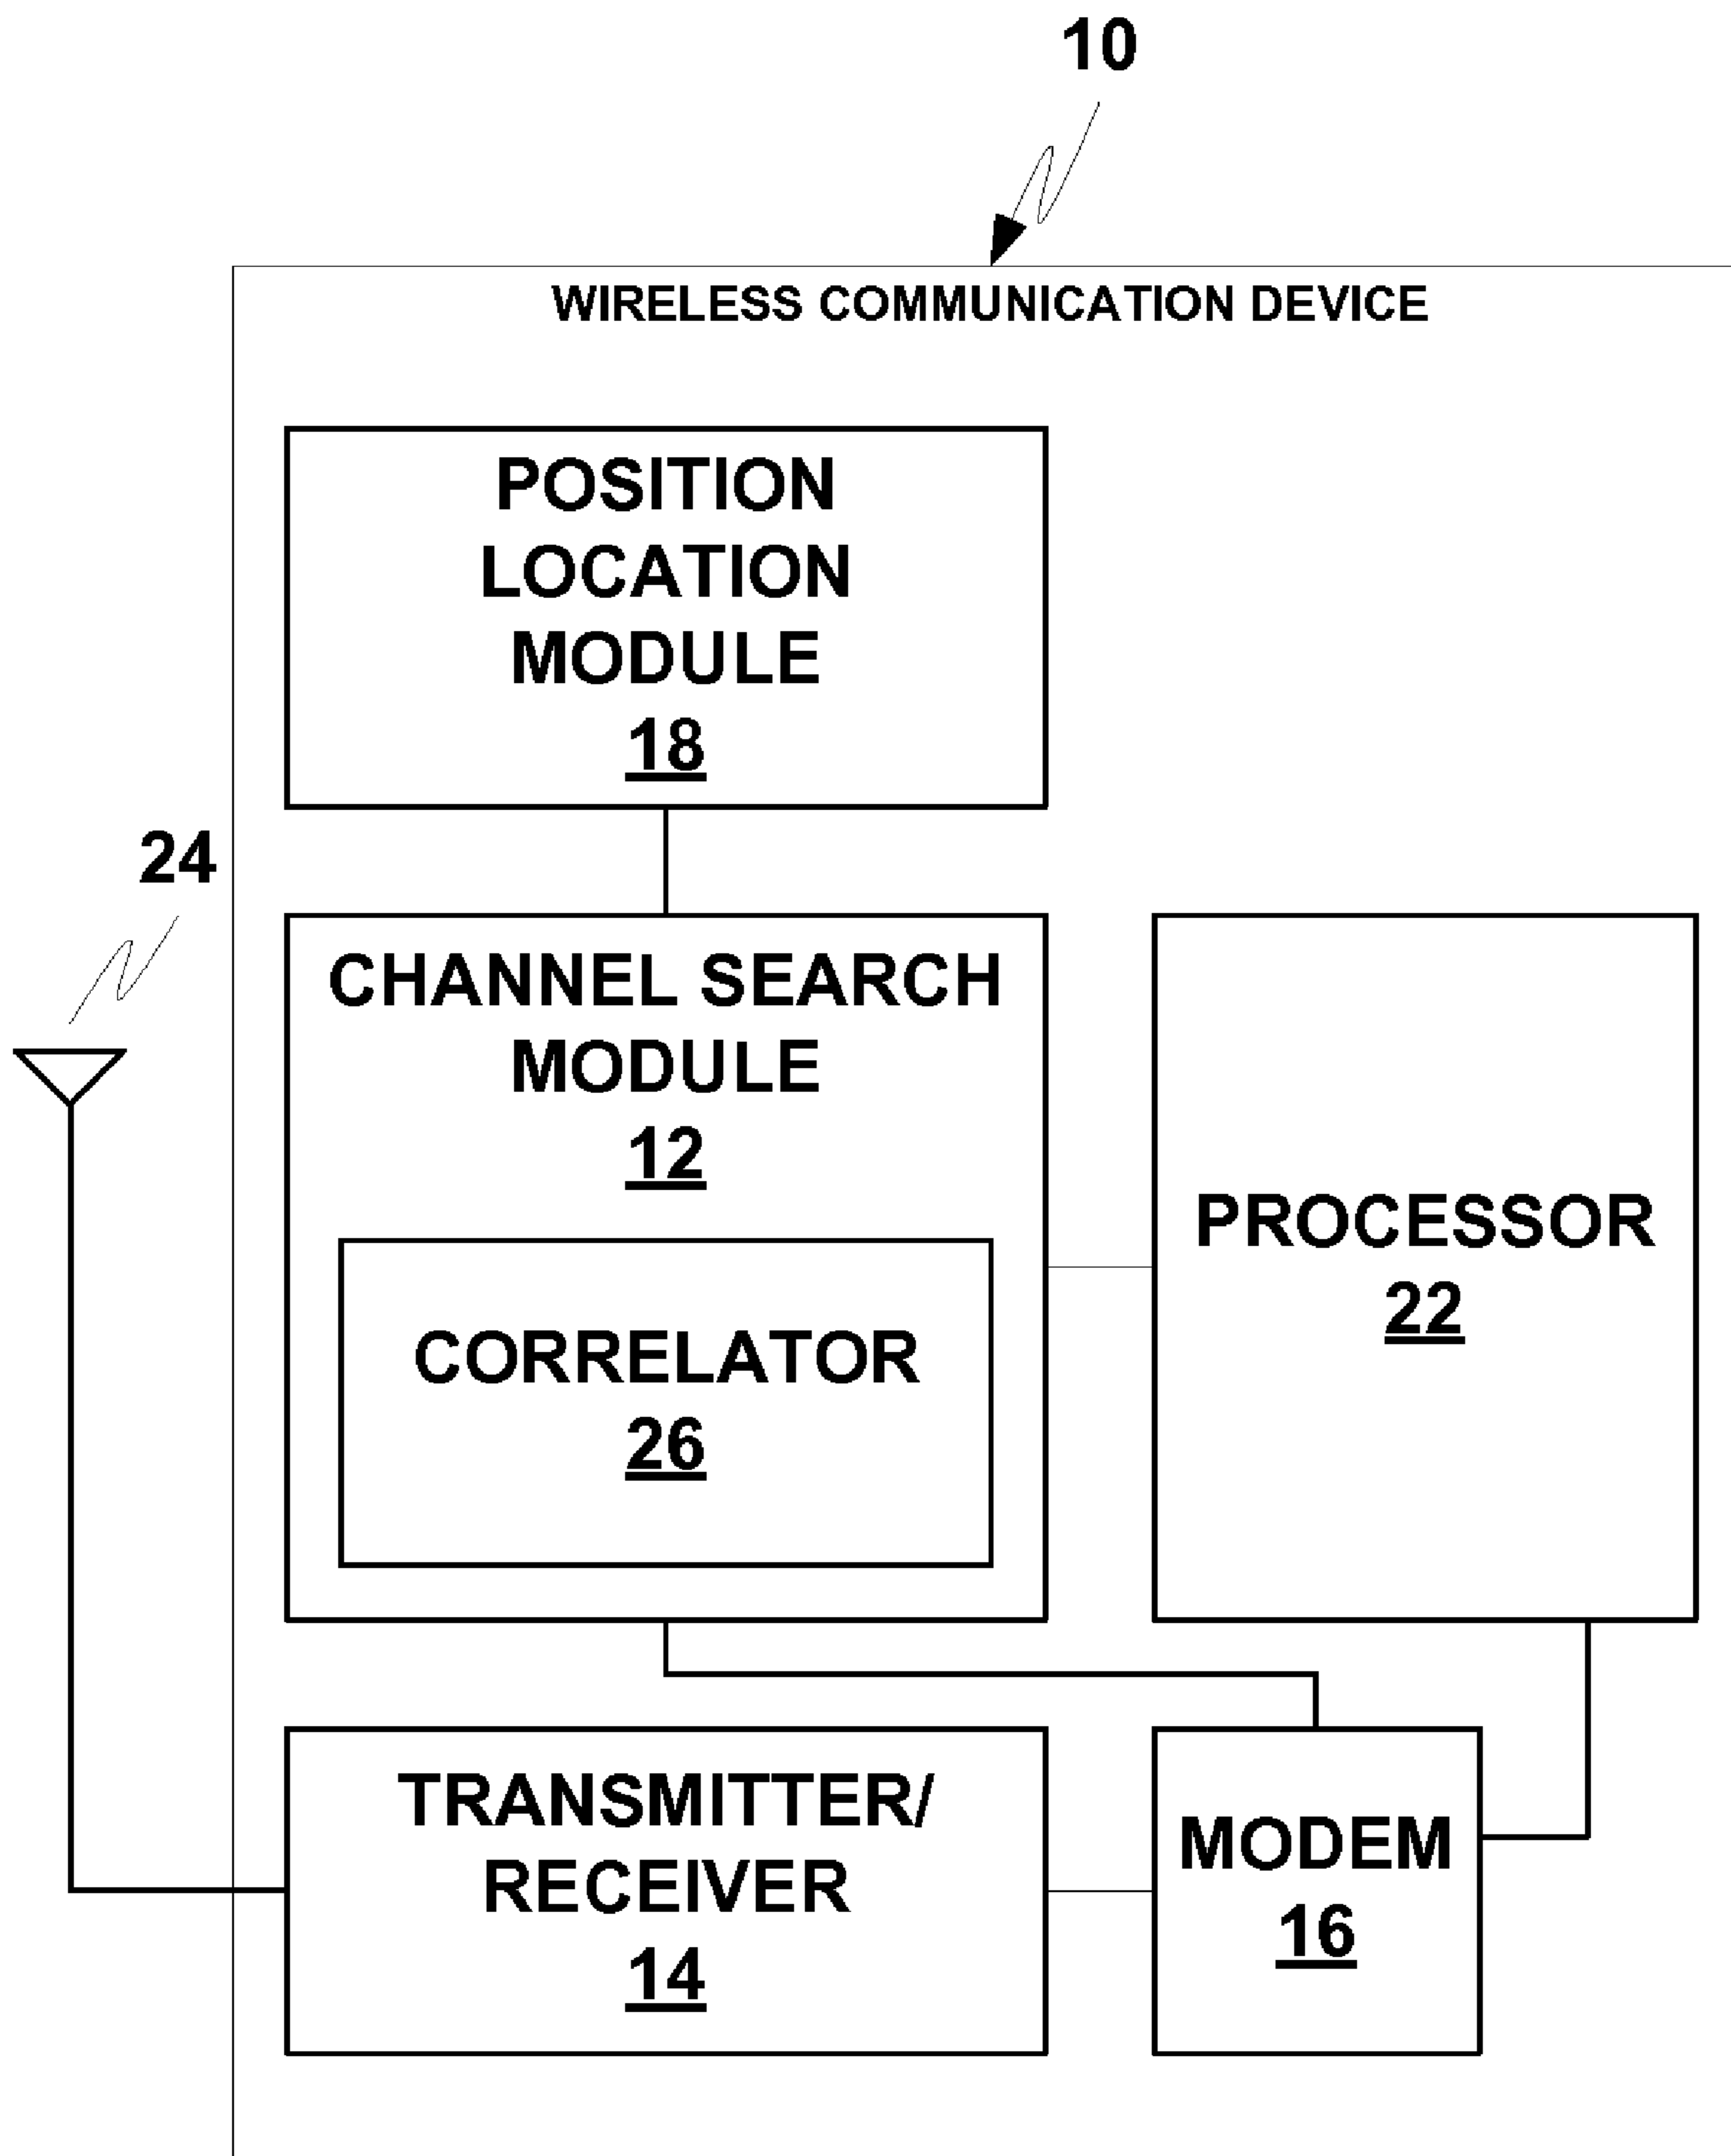 10
WIRELESS COMMUNICATION DEVICE
POSITION
LOCATION
MODULE
18
24
CHANNEL SEARCH
MODULE
12
PROCESSOR
22
CORRELATOR
26
TRANSMITTER/
RECEIVER
14
MODEM
16